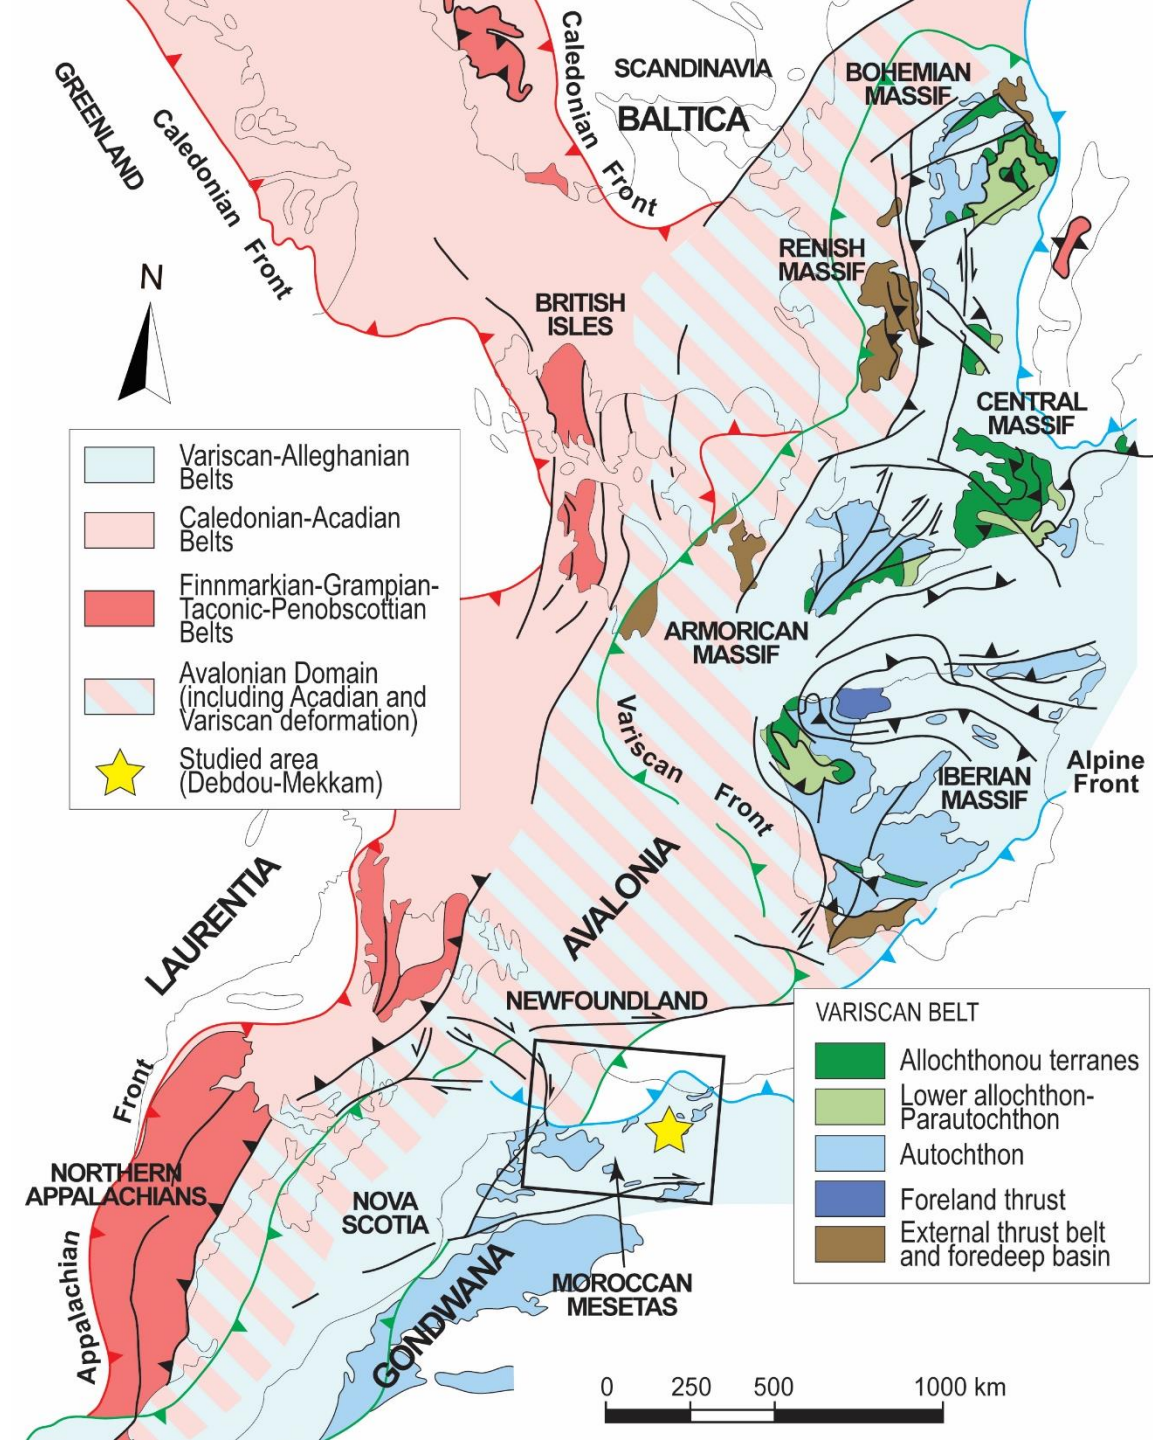 GREENLAND
Caledonian
Front
Caledonian
Front
SCANDINAVIA
BALTICA
BOHEMIAN
MASSIF
RENISH
MASSIF
N
BRITISH
ISLES
CENTRAL
MASSIF
Variscan-Alleghanian
Belts
Caledonian-Acadian
Belts
Finnmarkian-Grampian-
Taconic-Penobscottian
Belts
Avalonian Domain
(including Acadian and
Variscan deformation)
Studied area
(Debdou-Mekkam)
ARMORICAN
MASSIF
Variscan
Front
IBERIAN
MASSIF
Alpine
Front
LAURENTIA
AVALONIA
NEWFOUNDLAND
Front
Appalachian
NORTHERN
APPALACHIANS
NOVA
SCOTIA
GONDWANA
MOROCCAN
MESETAS
VARISCAN BELT
Allochthonou terranes
Lower allochthon-
Parautochthon
Autochthon
Foreland thrust
External thrust belt
and foredeep basin
0 250 500 1000 km